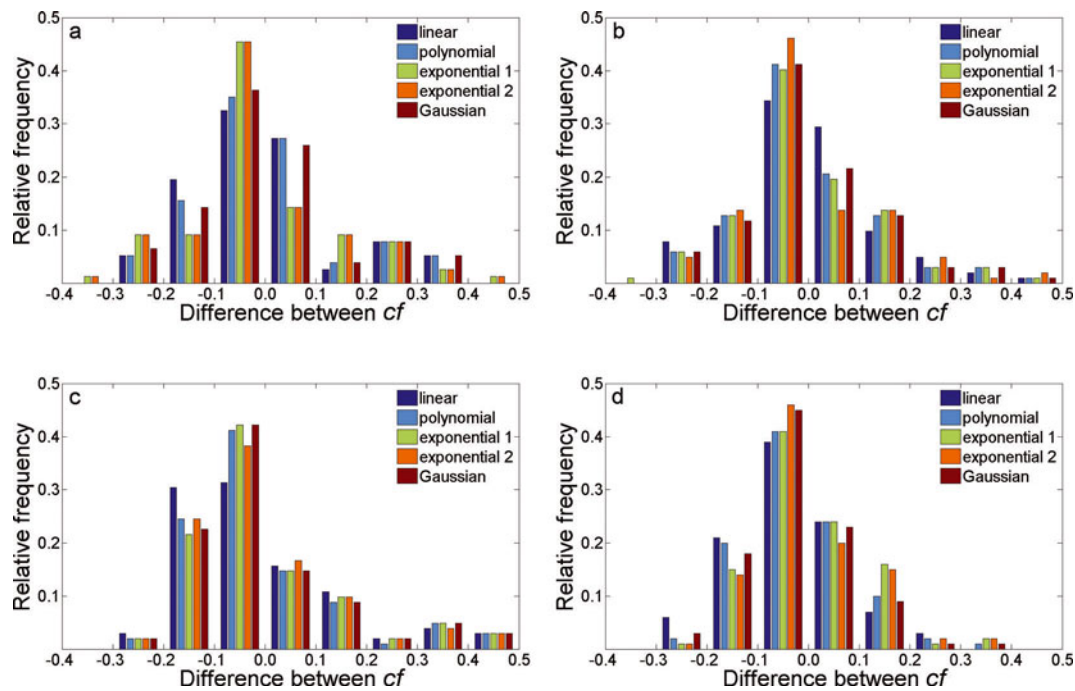 a
linear
polynomial
exponential 1
exponential 2
Gaussian
Relative frequency
0.5
0.4
0.3
0.2
0.1
-0.4 -0.3 -0.2 -0.1 0.0 0.1 0.2 0.3 0.4 0.5
Difference between cf
b
linear
polynomial
exponential 1
exponential 2
Gaussian
Relative frequency
0.5
0.4
0.3
0.2
0.1
-0.4 -0.3 -0.2 -0.1 0.0 0.1 0.2 0.3 0.4 0.5
Difference between cf
c
linear
polynomial
exponential 1
exponential 2
Gaussian
Relative frequency
0.5
0.4
0.3
0.2
0.1
-0.4 -0.3 -0.2 -0.1 0.0 0.1 0.2 0.3 0.4 0.5
Difference between cf
d
linear
polynomial
exponential 1
exponential 2
Gaussian
Relative frequency
0.5
0.4
0.3
0.2
0.1
-0.4 -0.3 -0.2 -0.1 0.0 0.1 0.2 0.3 0.4 0.5
Difference between cf